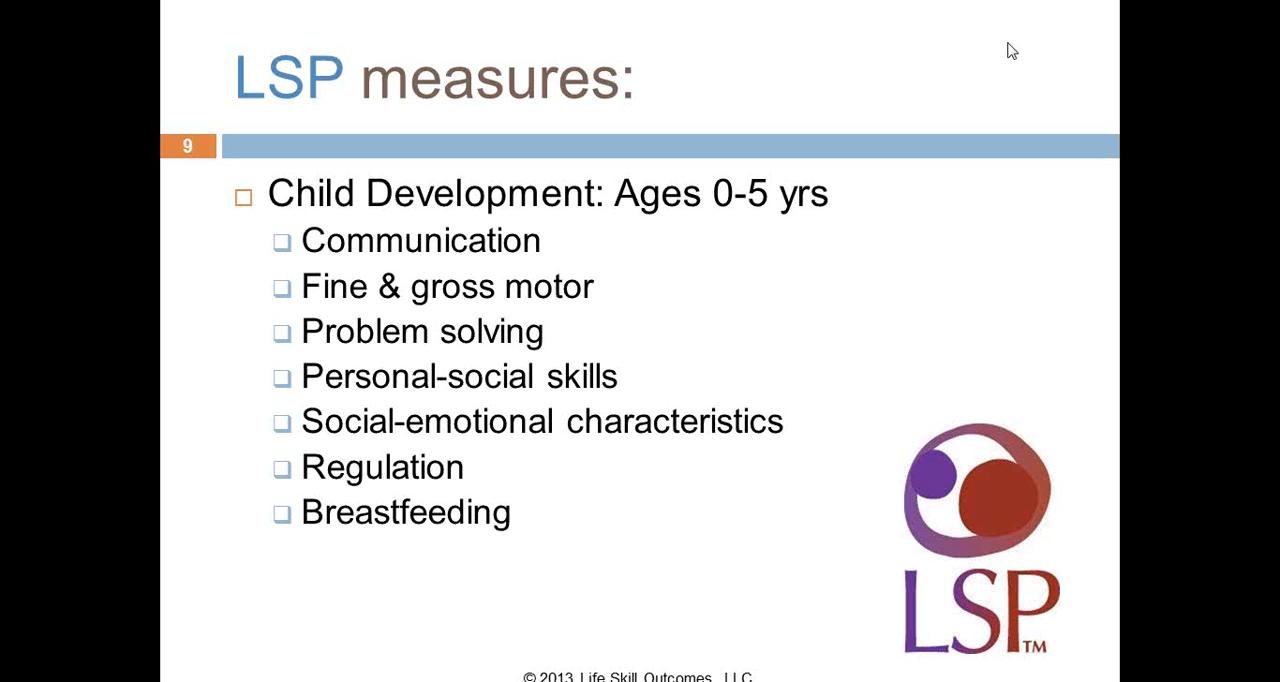 LSP measures:
9
Child Development: Ages 0-5 yrs
Communication
Fine & gross motor
Problem solving
Personal-social skills
Social-emotional characteristics
Regulation
Breastfeeding
LSP™
© 2013 Life Skill Outcomes, LLC